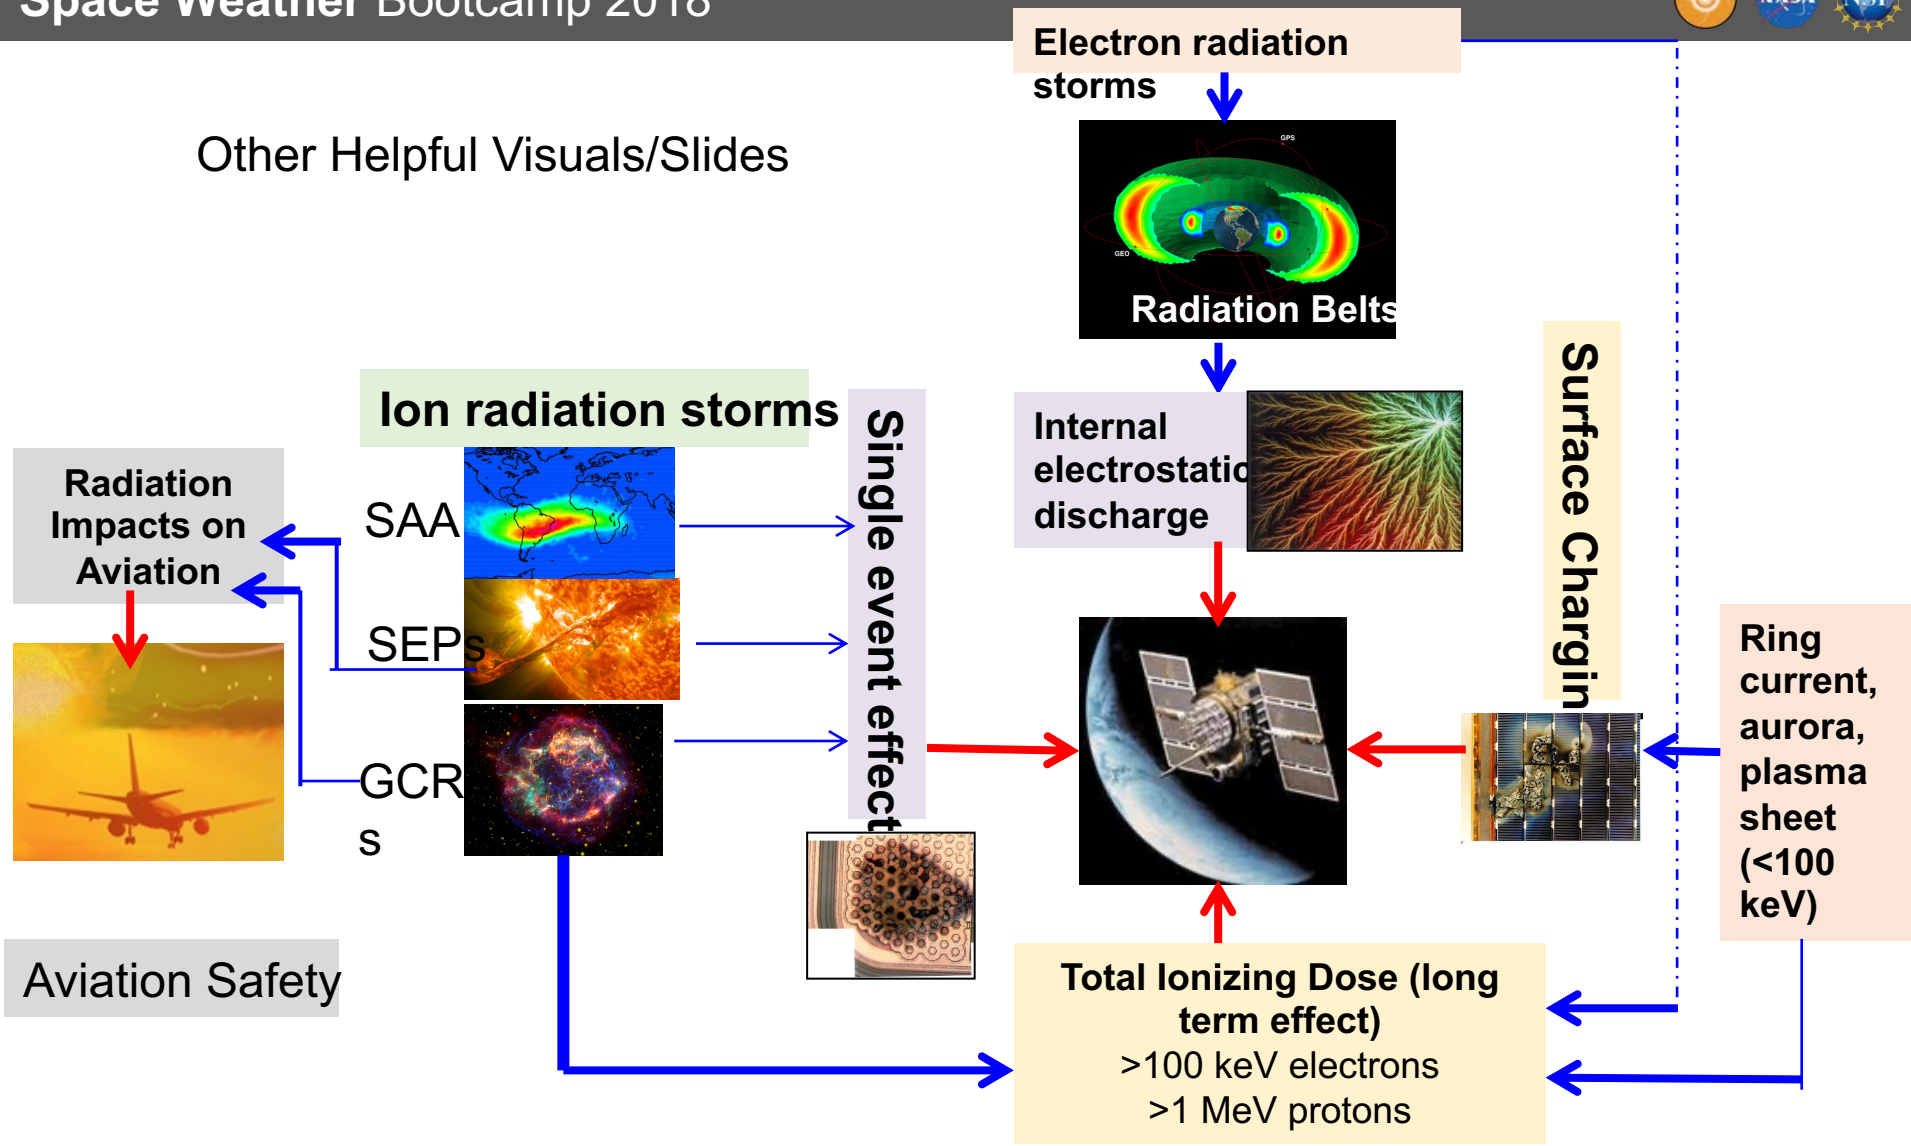 Space Weather Bootcamp 2018
NASA
NSF
Electron radiation
storms
Other Helpful Visuals/Slides
GPS
GEO
Radiation Belts
Ion radiation storms
Single event effect
Internal
electrostatic
discharge
Surface Chargin
Radiation
Impacts on
Aviation
SAA
SEPs
GCR
s
Ring
current,
aurora,
plasma
sheet
(<100
keV)
Aviation Safety
Total Ionizing Dose (long
term effect)
>100 keV electrons
>1 MeV protons